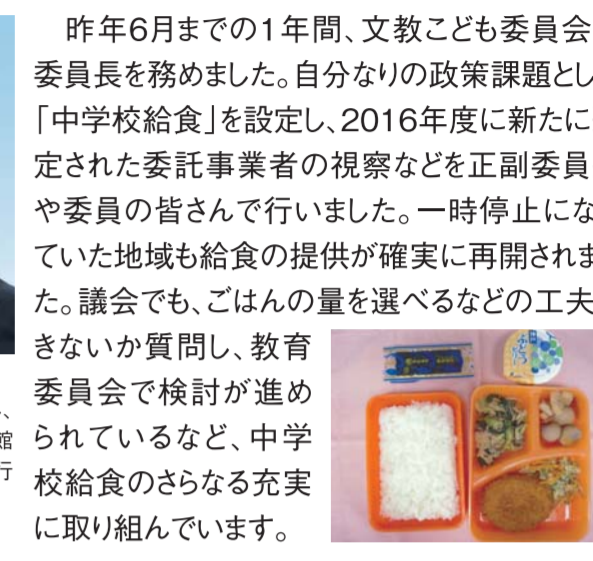 昨年6月までの1年間、文教こども委員会
委員長を務めました。自分なりの政策課題とし
「中学校給食」を設定し、2016年度に新たに
定された委託事業者の視察などを正副委員
や委員の皆さんで行いました。一時停止にな
ていた地域も給食の提供が確実に再開されま
た。議会でも、ごはんの量を選べるなどの工夫
きないか質問し、教育
委員会で検討が進め
られているなど、中学
校給食のさらなる充実
に取り組んでいます。
、
館
行
ぶどう